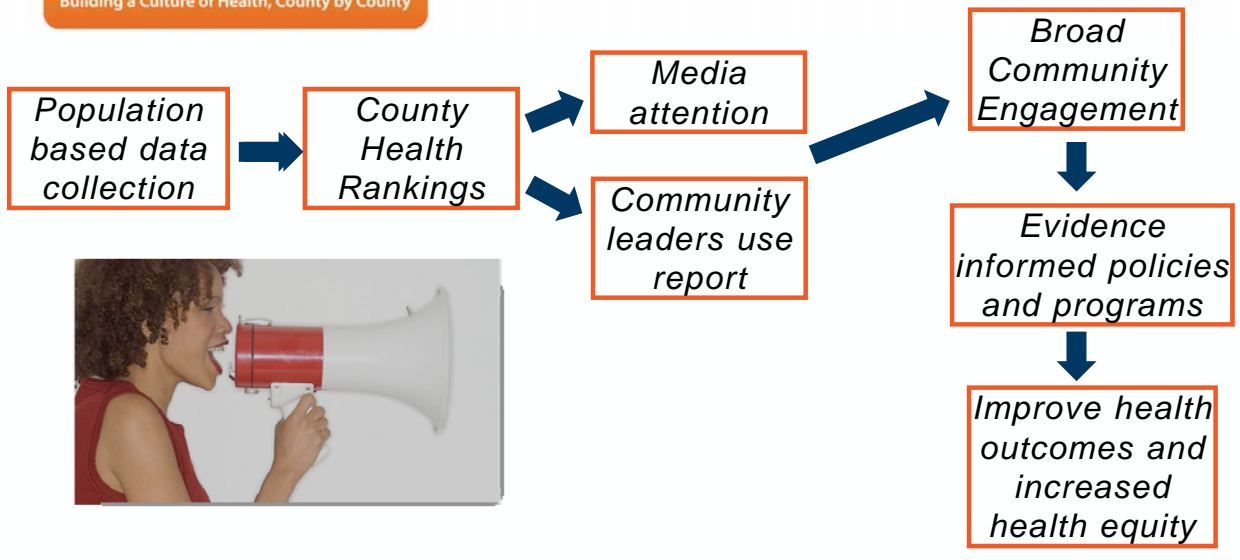 Building a Culture of Health, County by County
Population
based data
collection
County
Health
Rankings
Media
attention
Community
leaders use
report
Broad
Community
Engagement
Evidence
informed policies
and programs
Improve health
outcomes and
increased
health equity